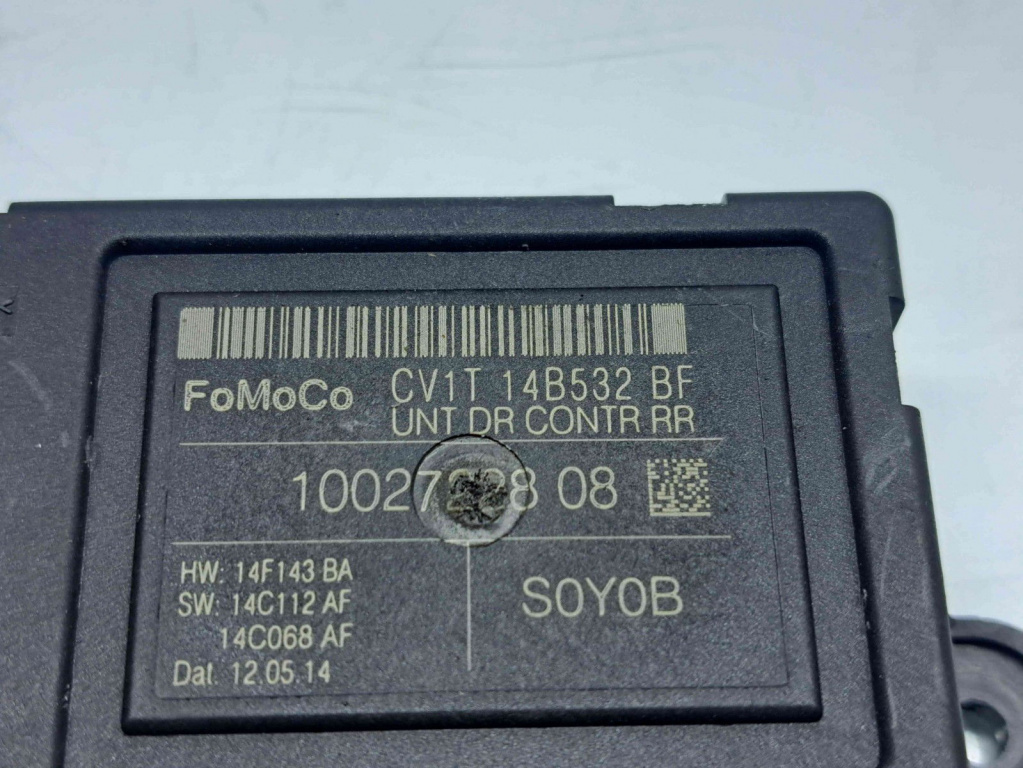 FoMoCo CV1T 14B532 BF
UNT DR CONTR RR
08
HW: 14F143 BA
SW: 14C112 AF
14C068 AF
Dat. 12.05.14
S0Y0B